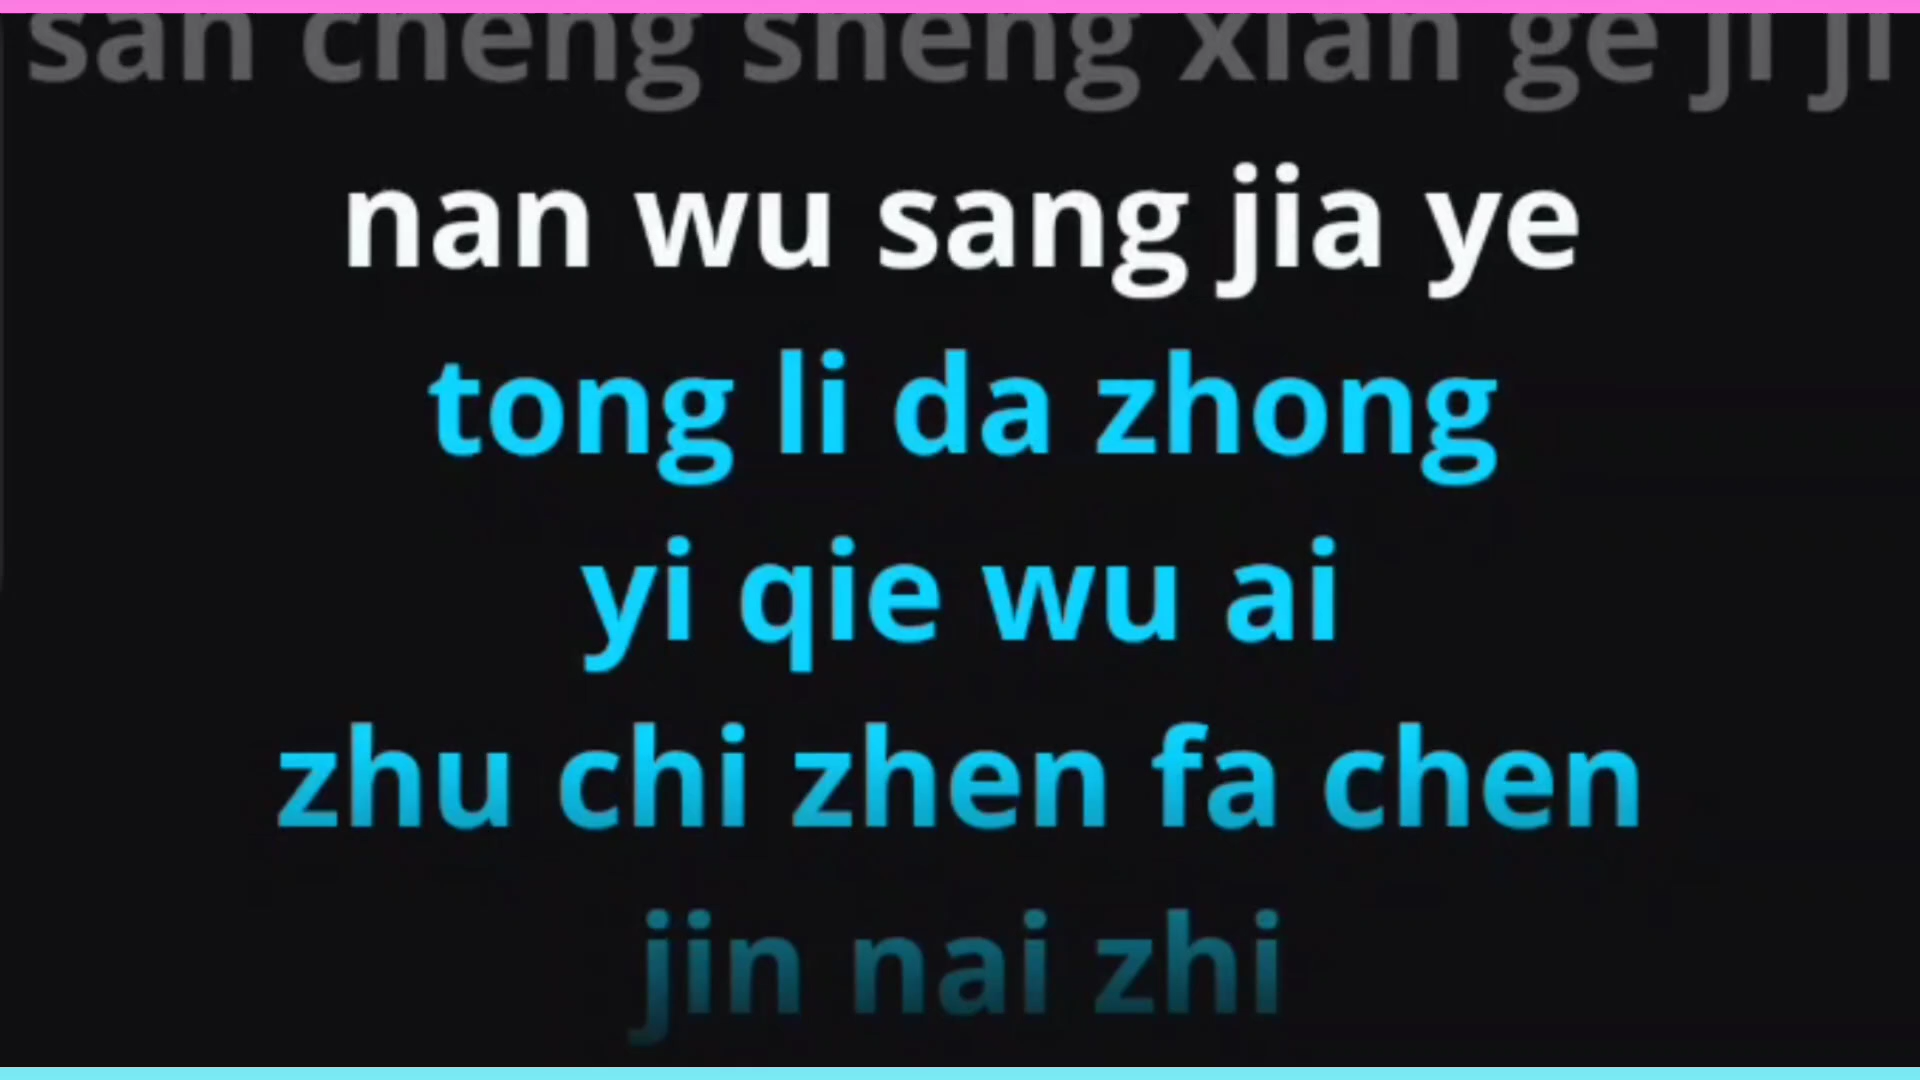 san cheng sheng xian ge ji ji
nan wu sang jia ye
tong li da zhong
yi qie wu ai
zhu chi zhen fa chen
jin nai zhi